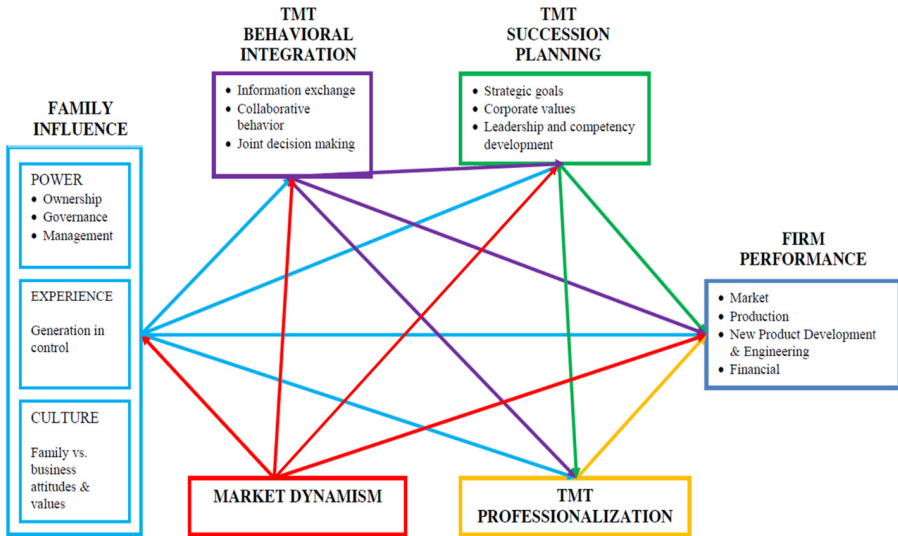 TMT
BEHAVIORAL
INTEGRATION
• Information exchange
• Collaborative
behavior
• Joint decision making
TMT
SUCCESSION
PLANNING
• Strategic goals
• Corporate values
• Leadership and competency
development
FAMILY
INFLUENCE
POWER
• Ownership
• Governance
• Management
EXPERIENCE
Generation in
control
CULTURE
Family vs.
business
attitudes &
values
FIRM
PERFORMANCE
• Market
• Production
• New Product Development
& Engineering
• Financial
MARKET DYNAMISM
TMT
PROFESSIONALIZATION